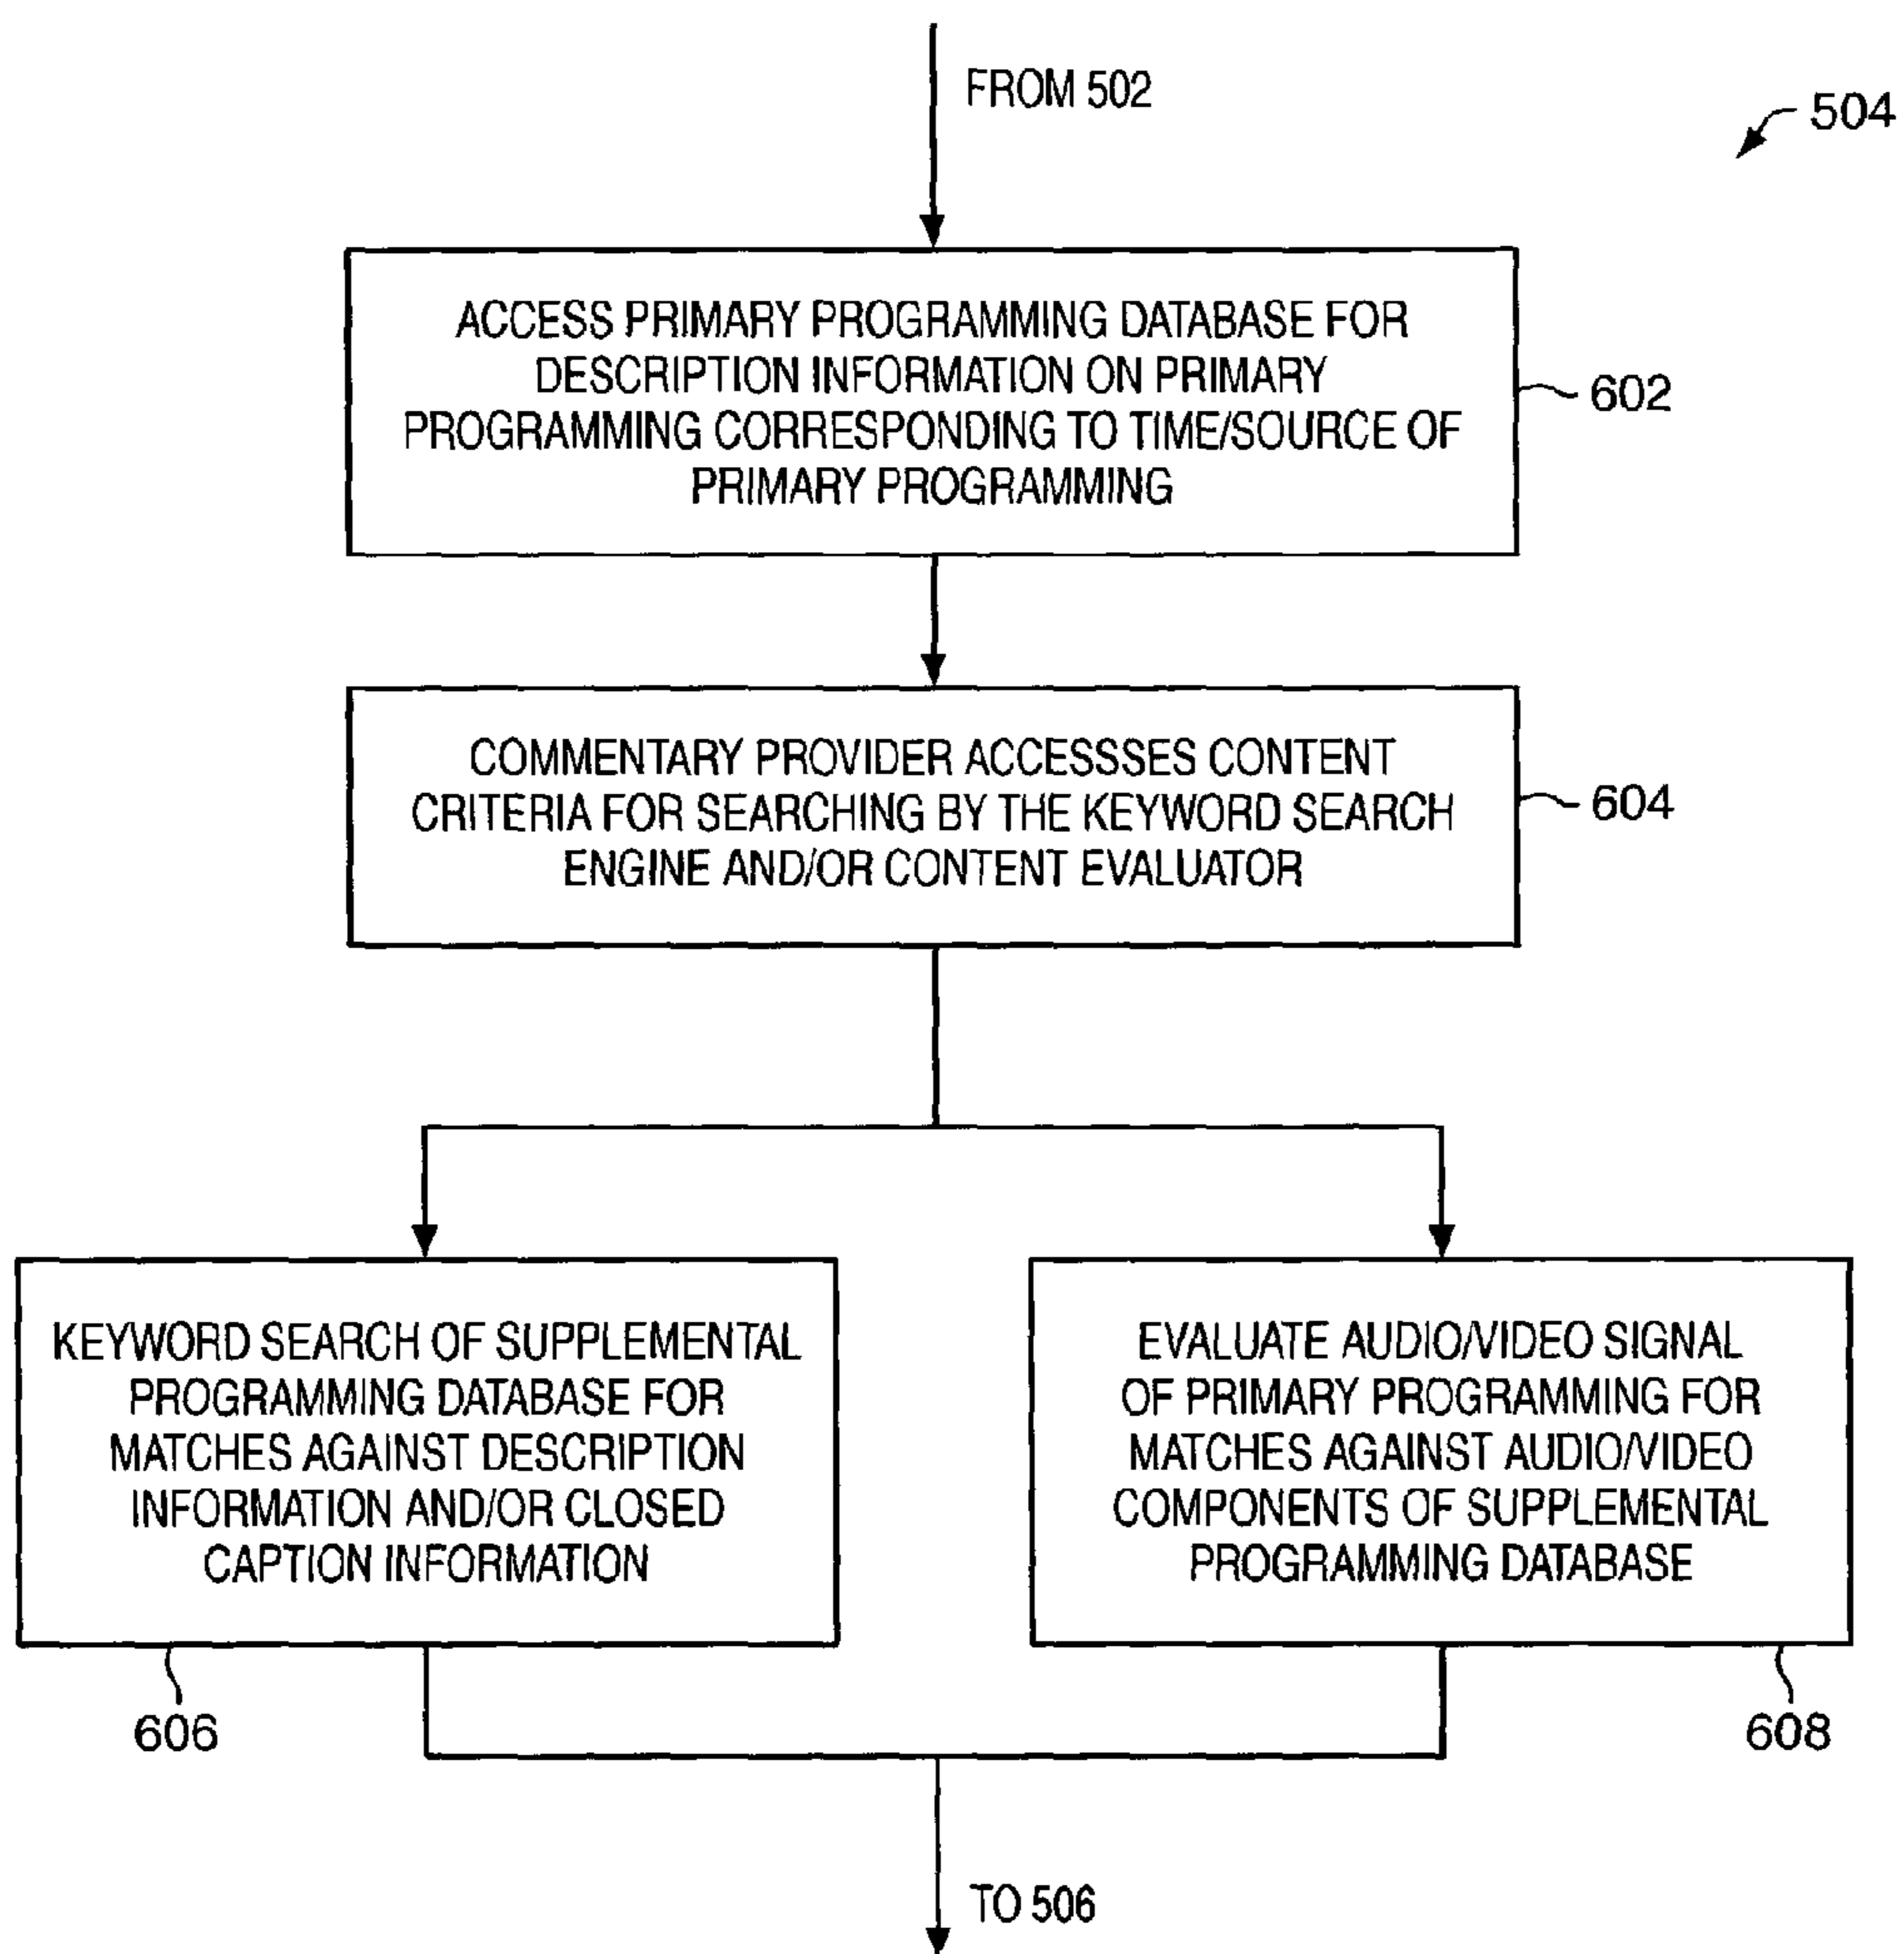 FROM 502
504
ACCESS PRIMARY PROGRAMMING DATABASE FOR
DESCRIPTION INFORMATION ON PRIMARY
PROGRAMMING CORRESPONDING TO TIME/SOURCE OF
PRIMARY PROGRAMMING
602
COMMENTARY PROVIDER ACCESSSES CONTENT
CRITERIA FOR SEARCHING BY THE KEYWORD SEARCH
ENGINE AND/OR CONTENT EVALUATOR
604
KEYWORD SEARCH OF SUPPLEMENTAL
PROGRAMMING DATABASE FOR
MATCHES AGAINST DESCRIPTION
INFORMATION AND/OR CLOSED
CAPTION INFORMATION
606
EVALUATE AUDIO/VIDEO SIGNAL
OF PRIMARY PROGRAMMING FOR
MATCHES AGAINST AUDIO/VIDEO
COMPONENTS OF SUPPLEMENTAL
PROGRAMMING DATABASE
608
TO 506